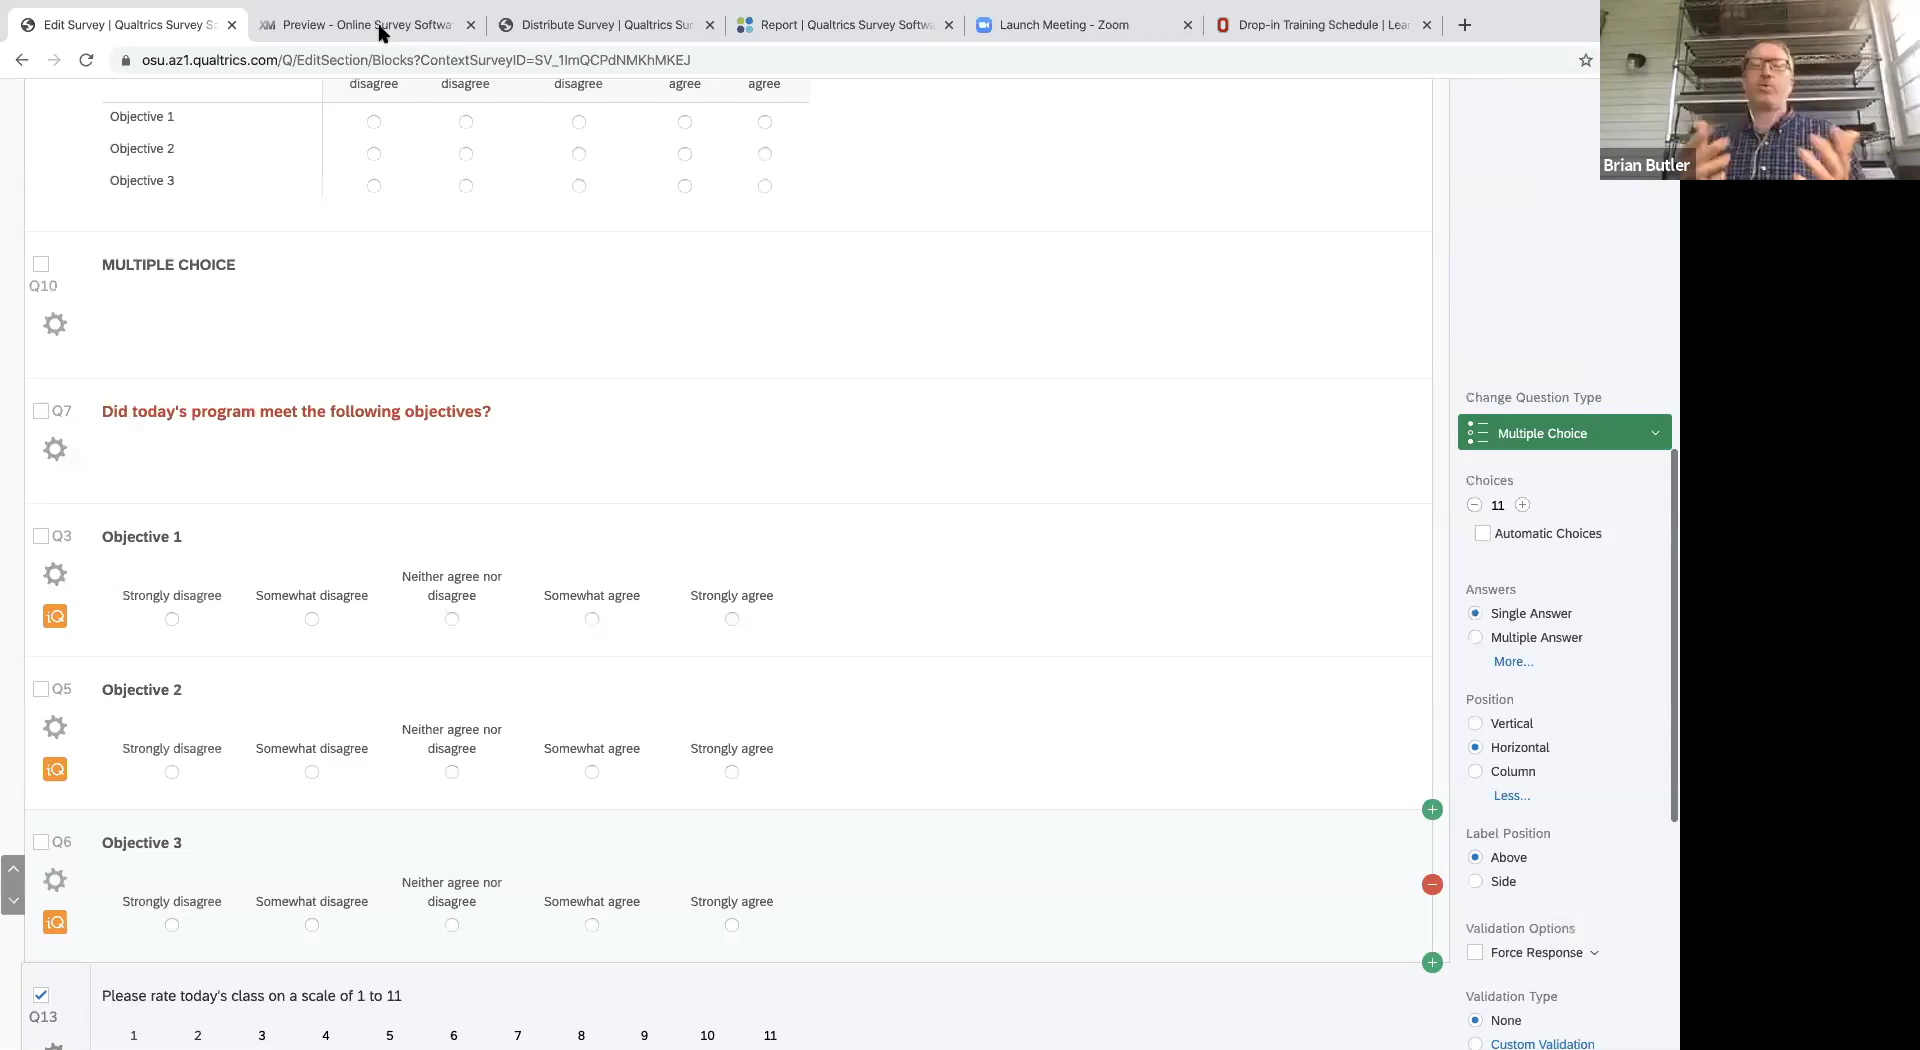 Edit Survey | Qualtrics Survey So
Preview - Online Survey Softwa
Distribute Survey | Qualtrics Sur
Report | Qualtrics Survey Softwa
Launch Meeting - Zoom
Drop-in Training Schedule | Lear
osu.az1.qualtrics.com/Q/EditSection/Blocks?ContextSurveyID=SV_1ImQCPdNMKhMKEJ
Brian Butler
disagree disagree disagree agree agree
Objective 1
Objective 2
Objective 3
Q10
MULTIPLE CHOICE
Q7
Did today's program meet the following objectives?
Q3
Objective 1
iQ
Strongly disagree
Somewhat disagree
Neither agree nor
disagree
Somewhat agree
Strongly agree
Q5
Objective 2
iQ
Strongly disagree
Somewhat disagree
Neither agree nor
disagree
Somewhat agree
Strongly agree
Q6
Objective 3
iQ
Strongly disagree
Somewhat disagree
Neither agree nor
disagree
Somewhat agree
Strongly agree
Q13
Please rate today's class on a scale of 1 to 11
1 2 3 4 5 6 7 8 9 10 11
Change Question Type
Multiple Choice
Choices
11
Automatic Choices
Answers
Single Answer
Multiple Answer
More...
Position
Vertical
Horizontal
Column
Less...
Label Position
Above
Side
Validation Options
Force Response
Validation Type
None
Custom Validation